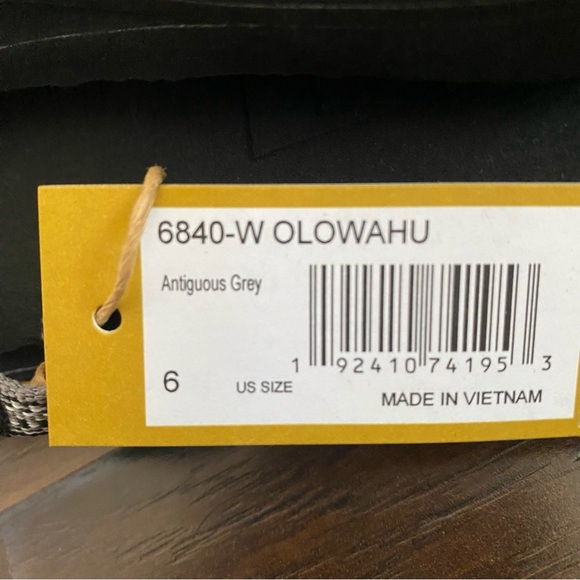 6840-W OLOWAHU
Antiguous Grey
1 92410 74195 3
6 US SIZE
MADE IN VIETNAM